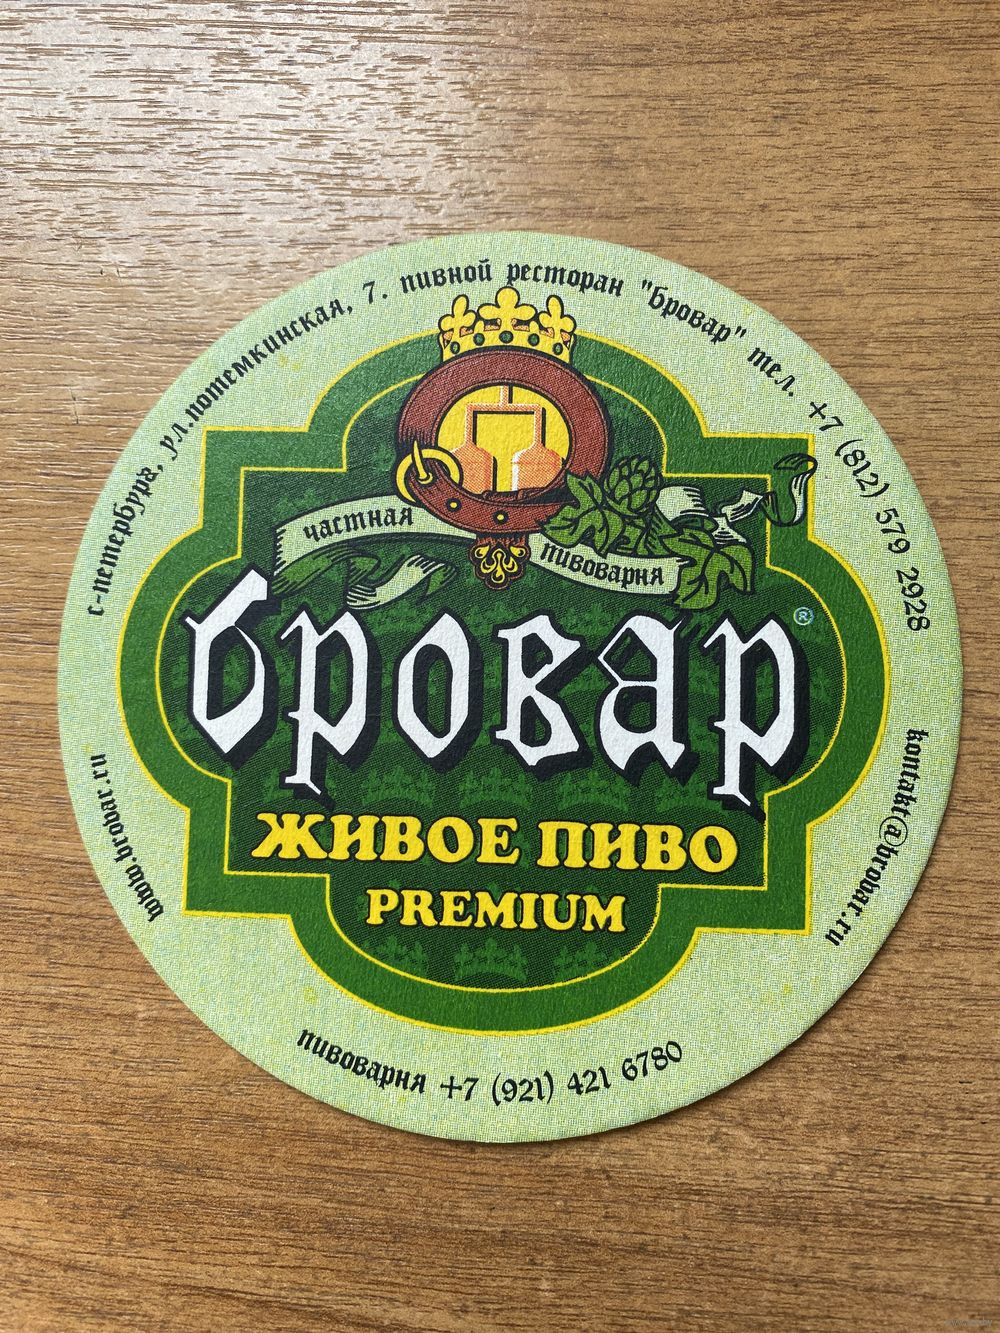 с-петербург, ул.потемкинская, 7. пивной ресторан "бровар" тел. +7 (812) 579 2928
частная
пивоварня
бровар®
ЖИВОЕ ПИВО
PREMIUM
www.brovar.ru
kontakt@brovar.ru
пивоварня +7 (921) 421 6780